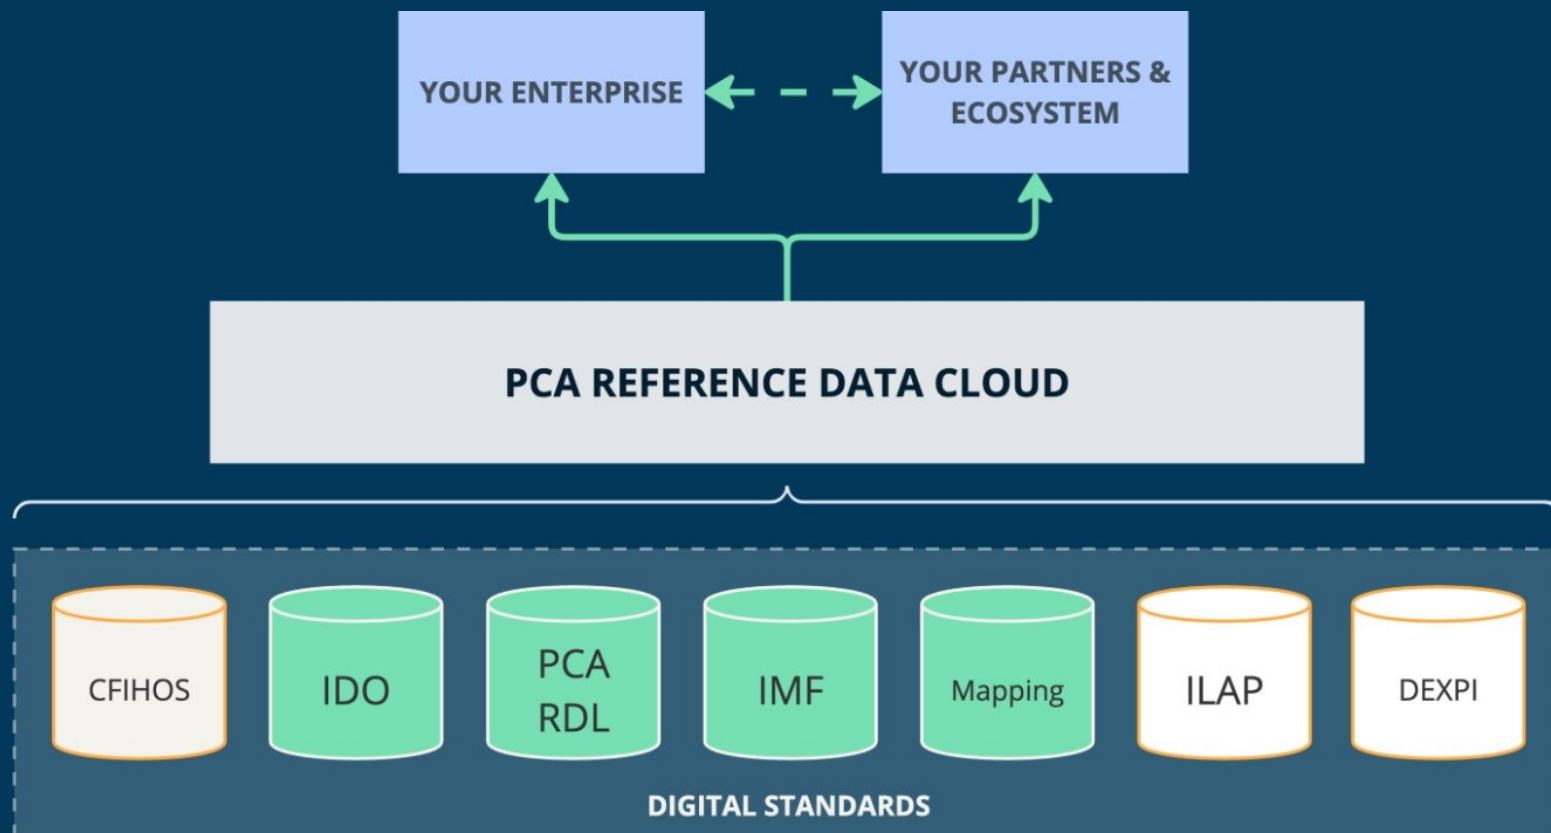 YOUR ENTERPRISE
YOUR PARTNERS &
ECOSYSTEM
PCA REFERENCE DATA CLOUD
CFIHOS
IDO
PCA
RDL
IMF
Mapping
ILAP
DEXPI
DIGITAL STANDARDS